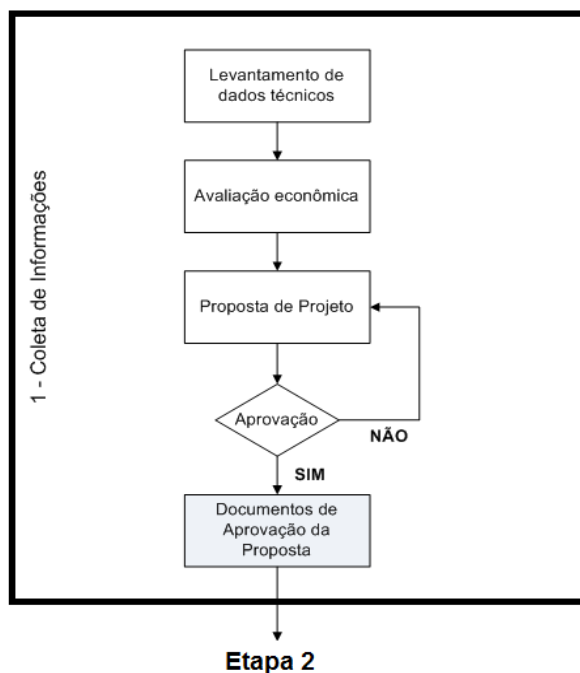 Levantamento de
dados técnicos
Avaliação econômica
1 - Coleta de Informações
Proposta de Projeto
Aprovação
NÃO
SIM
Documentos de
Aprovação da
Proposta
Etapa 2